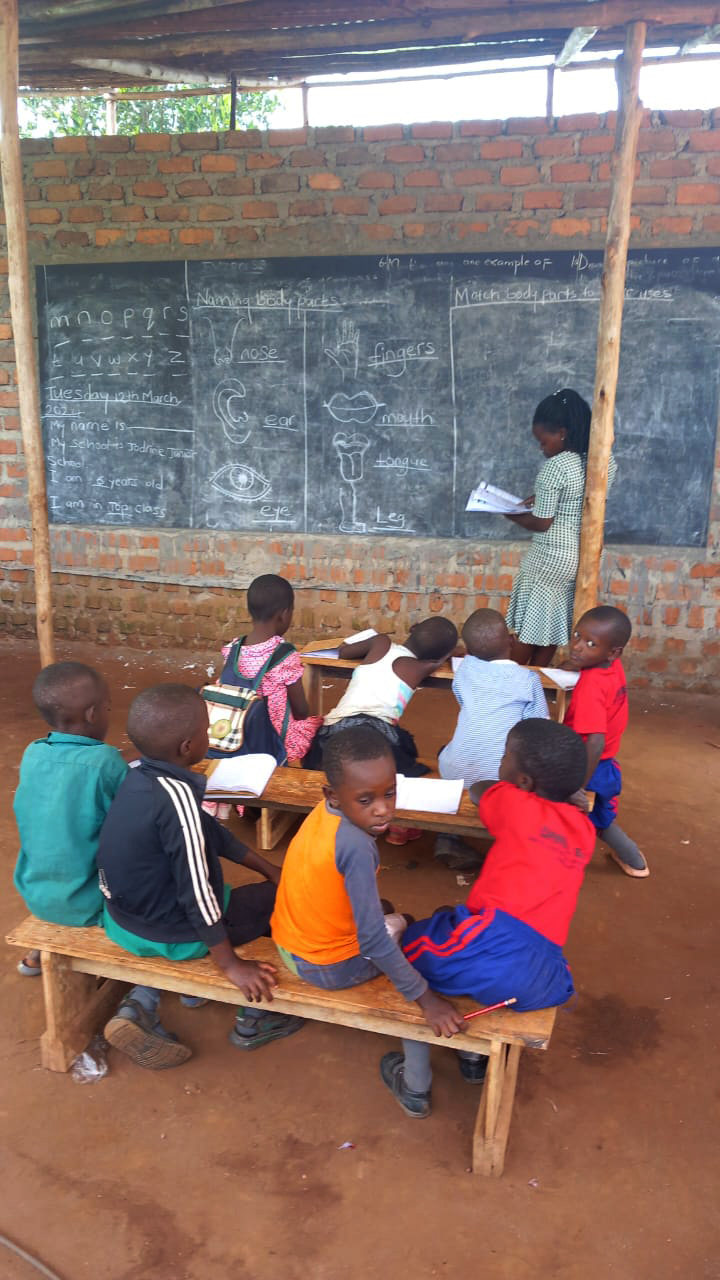 m n o p q r s
t u v w x y z
Tuesday 12th March
2024
My name is
My school is Jodrine Junior
School.
I am 5 years old
I am in Top class
Naming body parts
nose
ear
eye
fingers
mouth
tongue
Leg
one example of
Match body parts to their uses